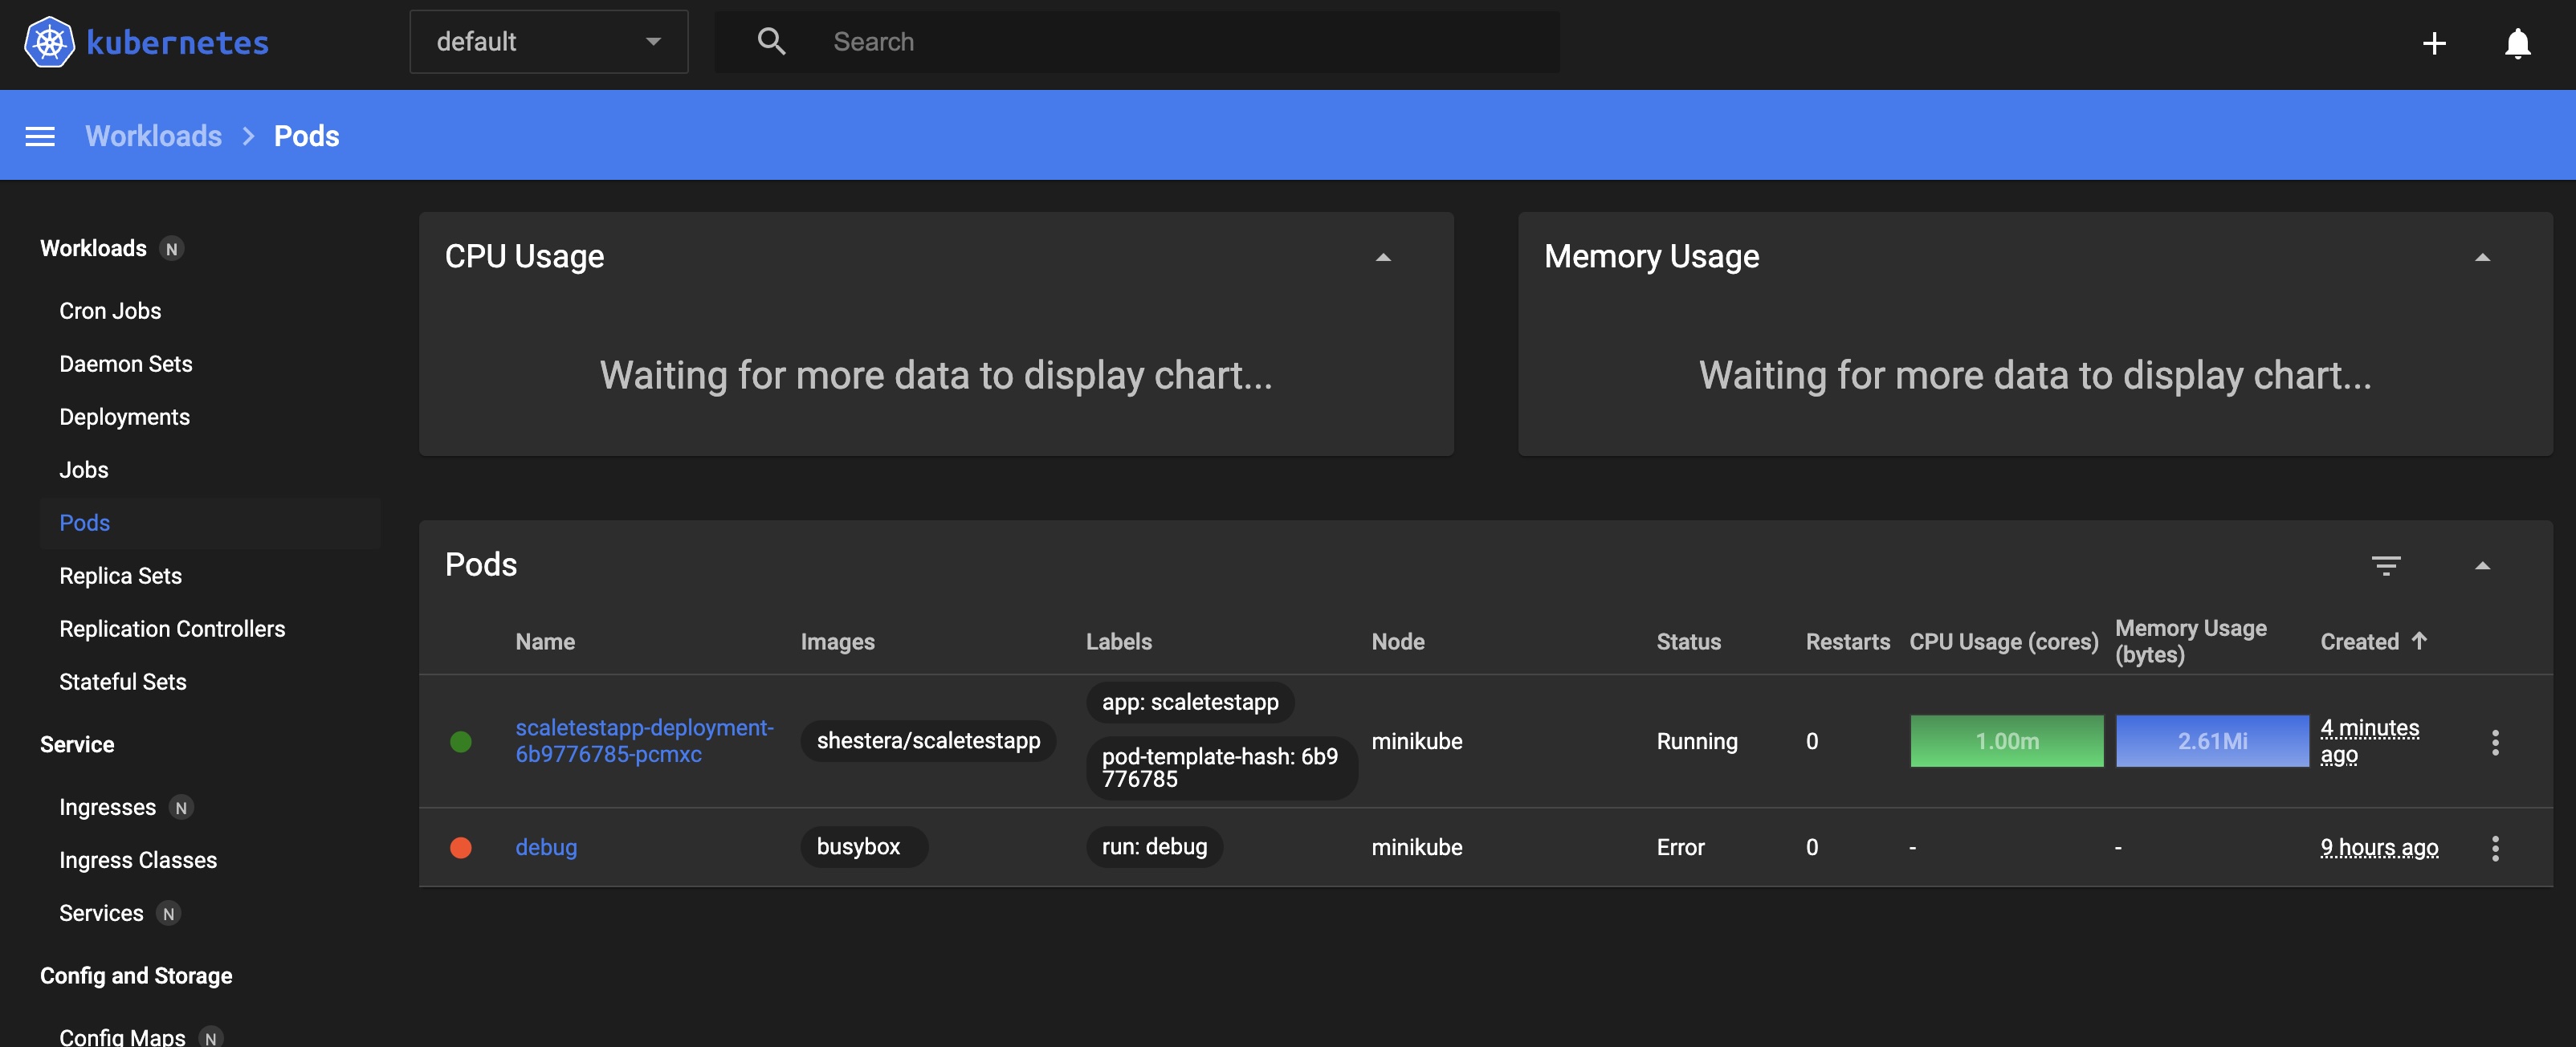 kubernetes
default
Search
Workloads > Pods
Workloads N
Cron Jobs
Daemon Sets
Deployments
Jobs
Pods
Replica Sets
Replication Controllers
Stateful Sets
Service
Ingresses N
Ingress Classes
Services N
Config and Storage
Config Maps N
CPU Usage
Waiting for more data to display chart...
Memory Usage
Waiting for more data to display chart...
Pods
Name Images Labels Node Status Restarts CPU Usage (cores) Memory Usage
(bytes) Created
scaletestapp-deployment-
6b9776785-pcmxc
shestera/scaletestapp
app: scaletestapp
pod-template-hash: 6b9
776785
minikube
Running
0
1.00m
2.61Mi
4 minutes
ago
debug
busybox
run: debug
minikube
Error
0
-
-
9 hours ago